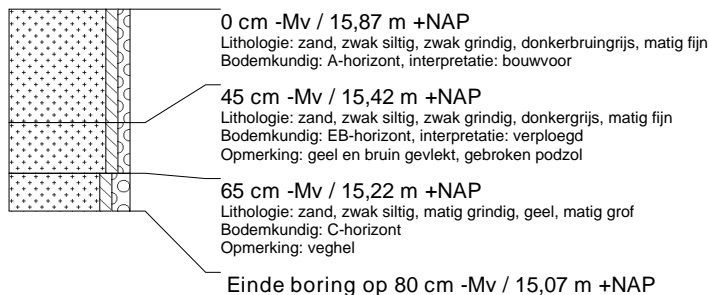 0 cm -Mv / 15,87 m +NAP
Lithologie: zand, zwak siltig, zwak grindig, donkerbruingrijs, matig fijn
Bodemkundig: A-horizont, interpretatie: bouwvoor
45 cm -Mv / 15,42 m +NAP
Lithologie: zand, zwak siltig, zwak grindig, donkergrijs, matig fijn
Bodemkundig: EB-horizont, interpretatie: verploegd
Opmerking: geel en bruin gevlekt, gebroken podzol
65 cm -Mv / 15,22 m +NAP
Lithologie: zand, zwak siltig, matig grindig, geel, matig grof
Bodemkundig: C-horizont
Opmerking: veghel
Einde boring op 80 cm -Mv / 15,07 m +NAP